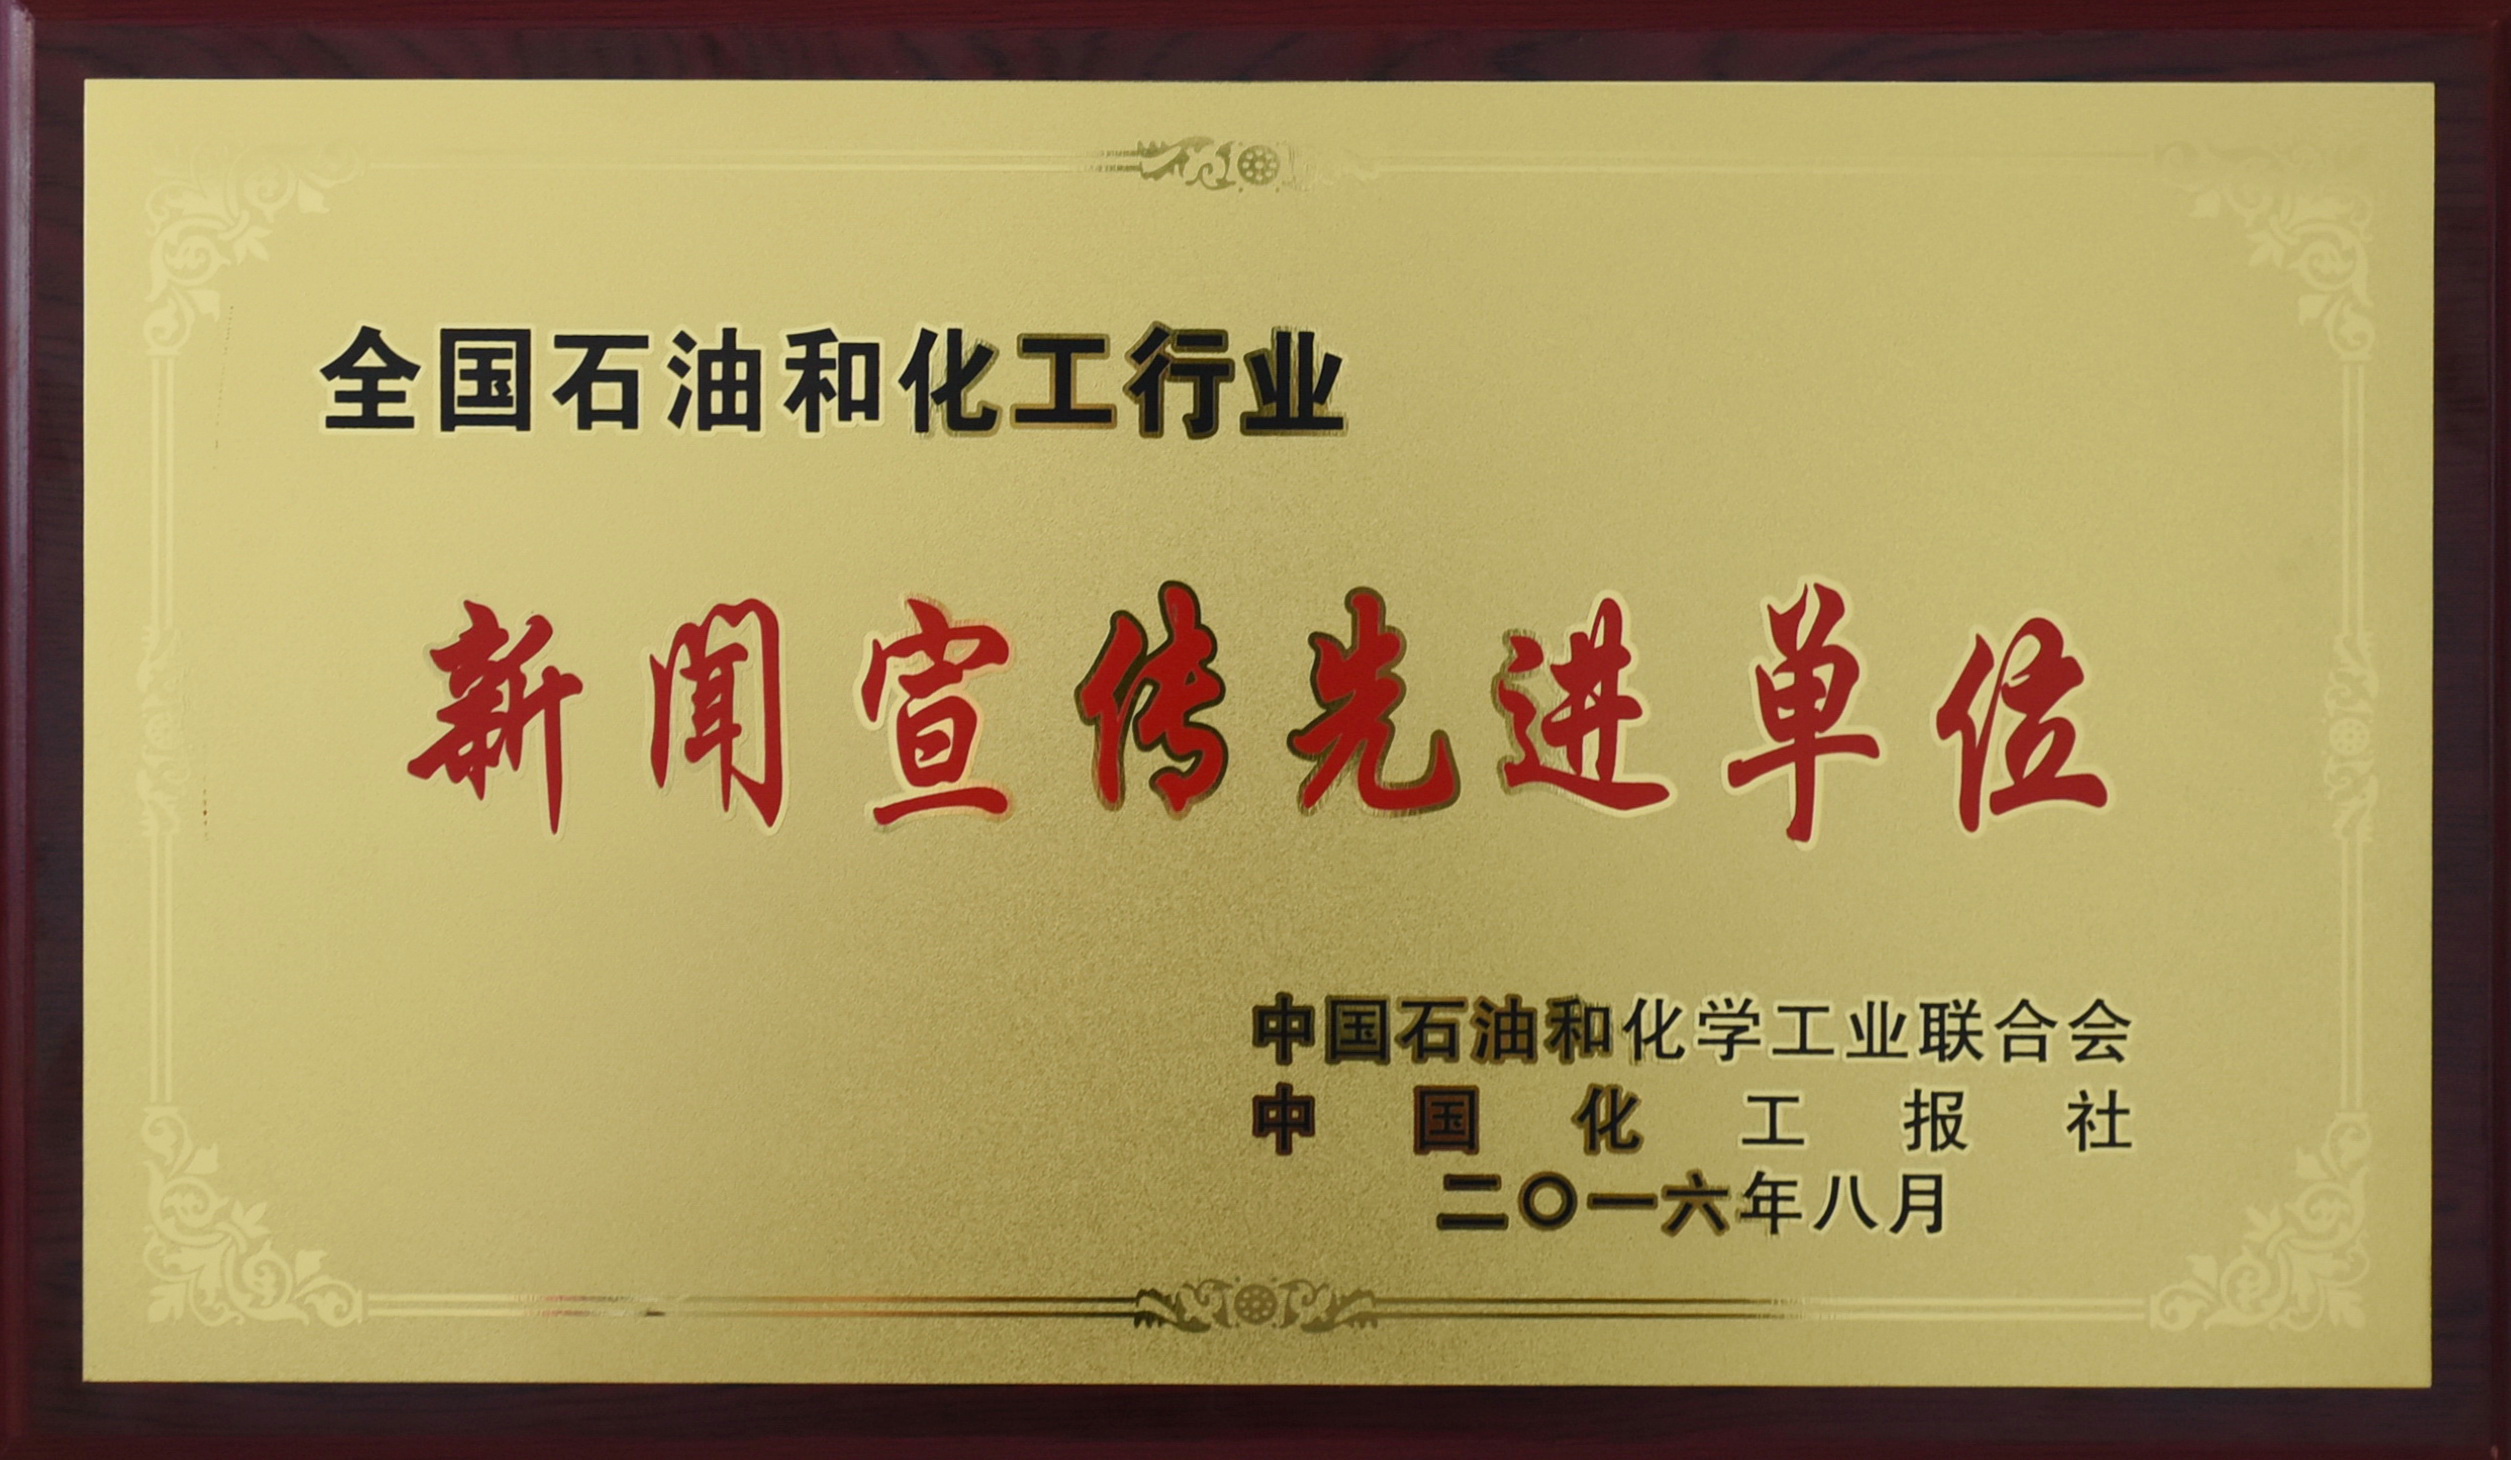 全国石油和化工行业
新闻宣传先进单位
中国石油和化学工业联合会
中国化工报社
二〇一六年八月